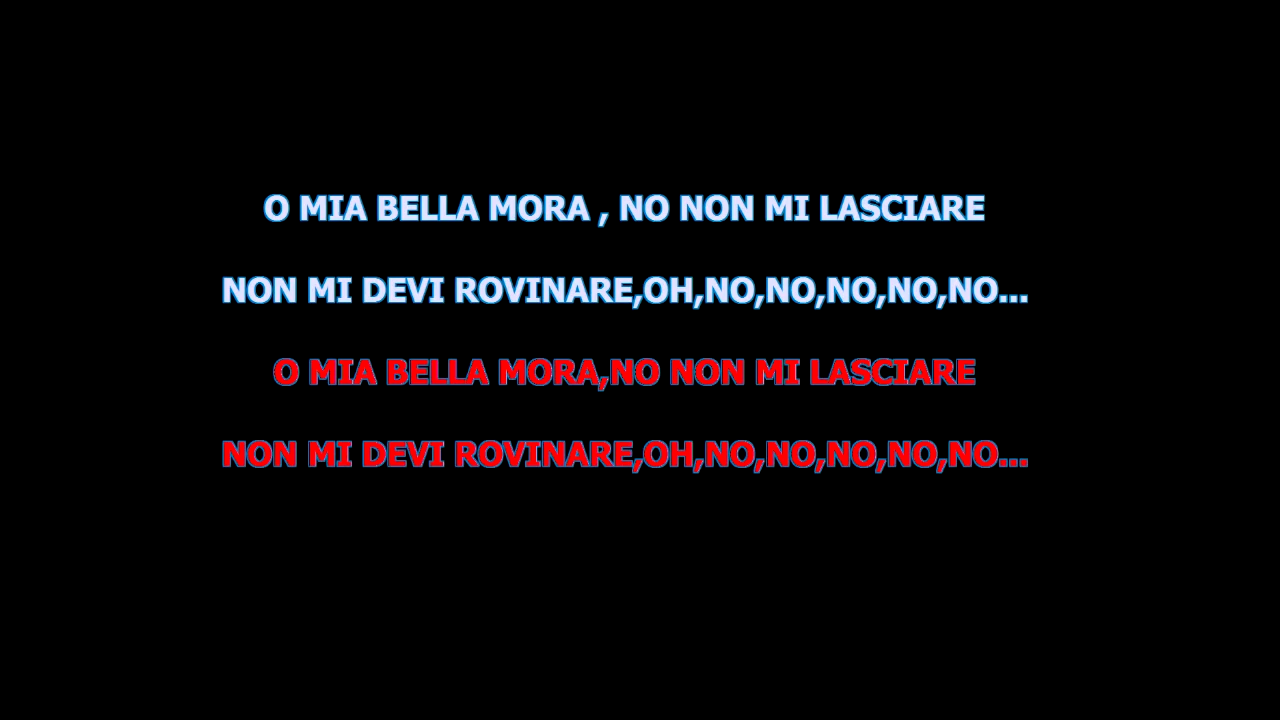 O MIA BELLA MORA , NO NON MI LASCIARE
NON MI DEVI ROVINARE,OH,NO,NO,NO,NO,NO...
O MIA BELLA MORA,NO NON MI LASCIARE
NON MI DEVI ROVINARE,OH,NO,NO,NO,NO,NO...